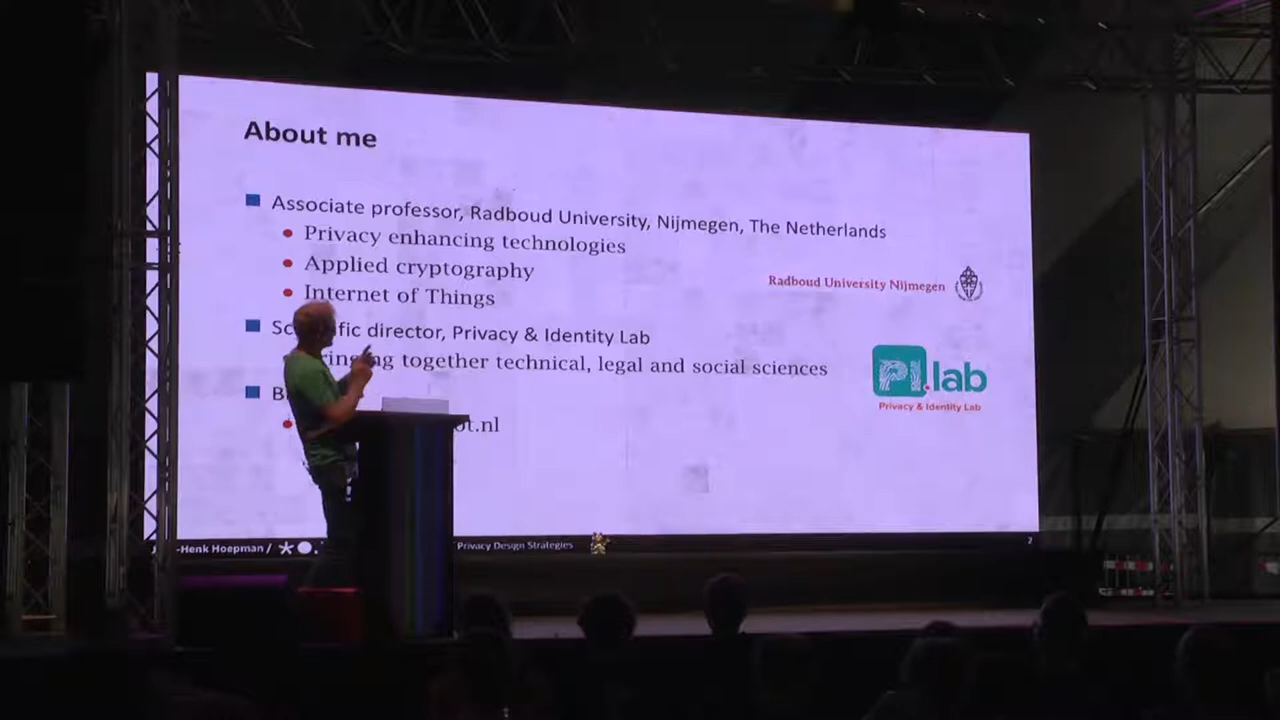 About me
Associate professor, Radboud University, Nijmegen, The Netherlands
Privacy enhancing technologies
Applied cryptography
Internet of Things
Radboud University Nijmegen
director, Privacy & Identity Lab
together technical, legal and social sciences
PI.lab
Privacy & Identity Lab
ot.nl
-Henk Hoepman /
Privacy Design Strategies
2